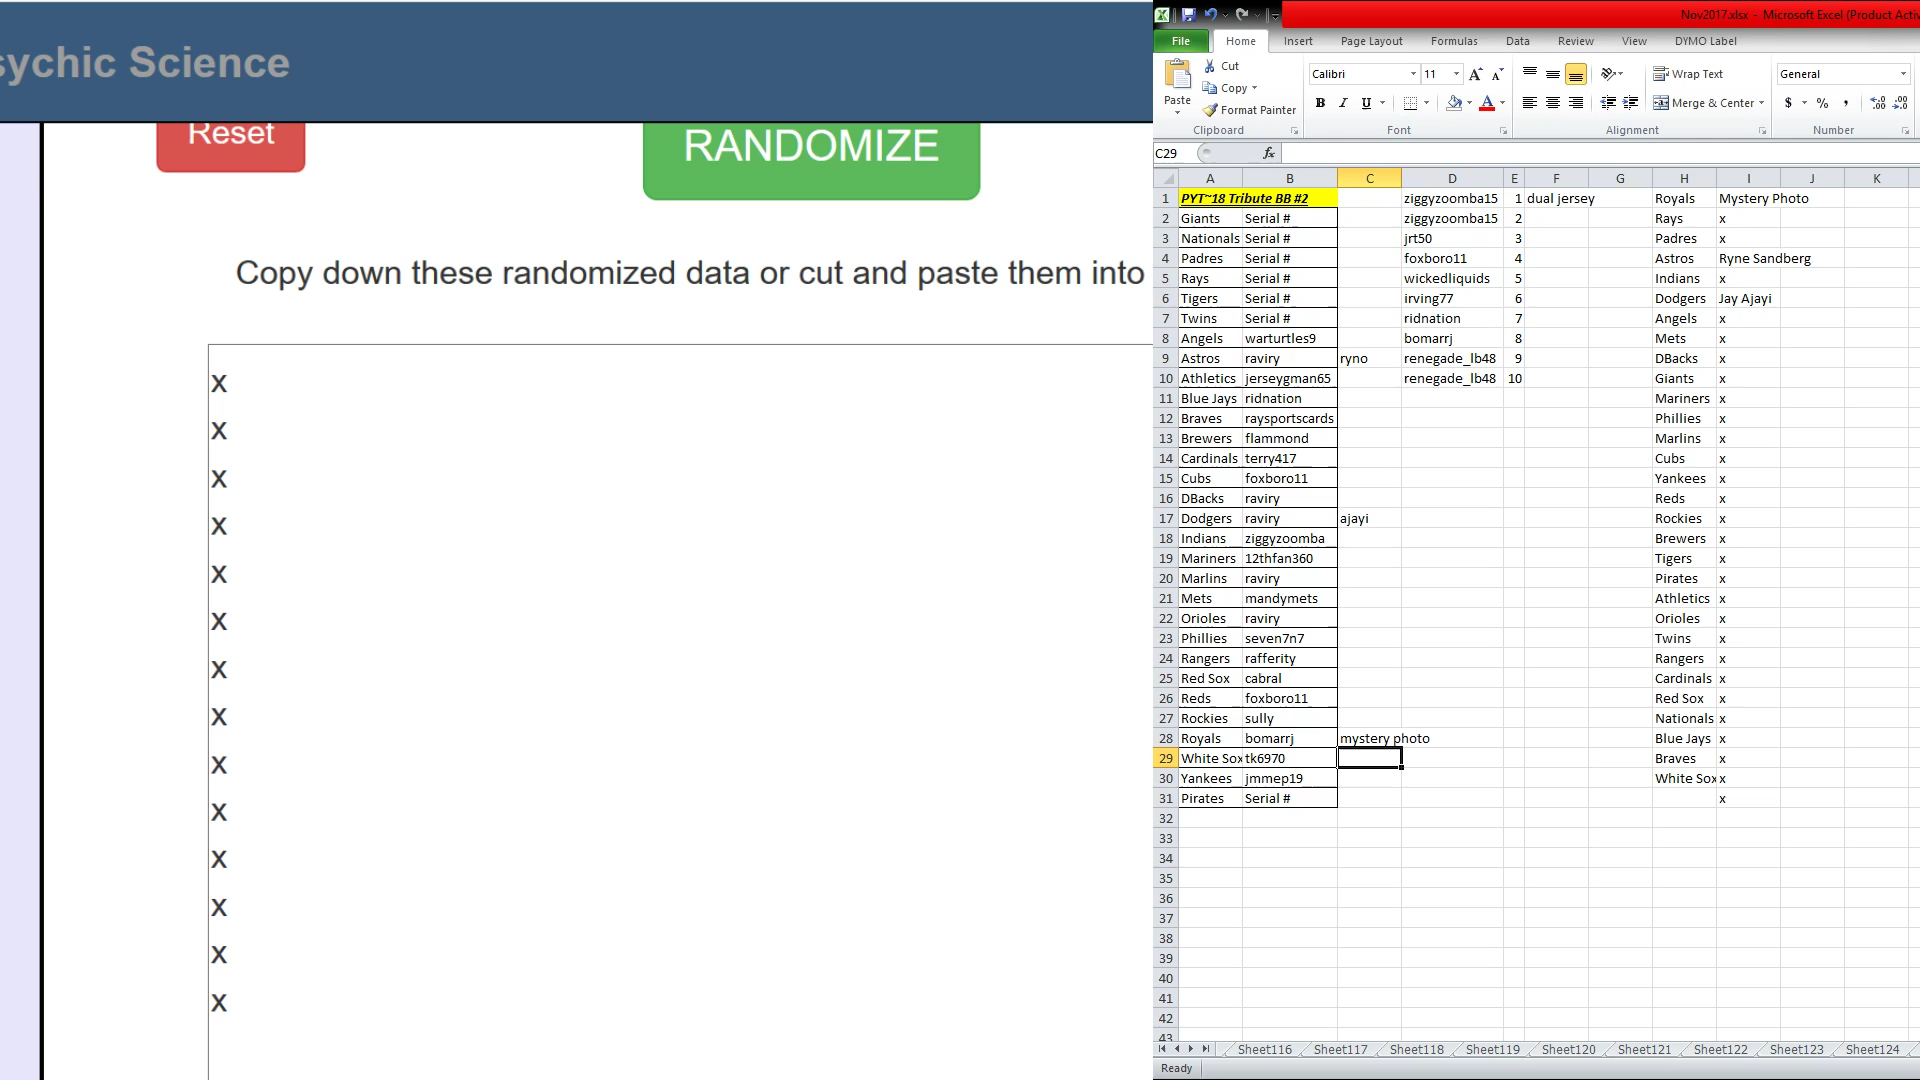 sychic Science
Reset
RANDOMIZE
Copy down these randomized data or cut and paste them into
x
x
x
x
x
x
x
x
x
x
x
x
x
x
Nov2017.xlsx - Microsoft Excel (Product Activ
File Home Insert Page Layout Formulas Data Review View DYMO Label
Paste
Cut
Copy
Format Painter
Calibri 11
B I U
Wrap Text
Merge & Center
General
$ % ,
Clipboard Font Alignment Number
C29 fx
A B C D E F G H I J K
1 PYT~18 Tribute BB #2 ziggyzoomba15 1 dual jersey Royals Mystery Photo
2 Giants Serial # ziggyzoomba15 2 Rays x
3 Nationals Serial # jrt50 3 Padres x
4 Padres Serial # foxboro11 4 Astros Ryne Sandberg
5 Rays Serial # wickedliquids 5 Indians x
6 Tigers Serial # irving77 6 Dodgers Jay Ajayi
7 Twins Serial # ridnation 7 Angels x
8 Angels warturtles9 bomarrj 8 Mets x
9 Astros raviry ryno renegade_lb48 9 DBacks x
10 Athletics jerseygman65 renegade_lb48 10 Giants x
11 Blue Jays ridnation Mariners x
12 Braves raysportscards Phillies x
13 Brewers flammond Marlins x
14 Cardinals terry417 Cubs x
15 Cubs foxboro11 Yankees x
16 DBacks raviry Reds x
17 Dodgers raviry ajayi Rockies x
18 Indians ziggyzoomba Brewers x
19 Mariners 12thfan360 Tigers x
20 Marlins raviry Pirates x
21 Mets mandymets Athletics x
22 Orioles raviry Orioles x
23 Phillies seven7n7 Twins x
24 Rangers rafferity Rangers x
25 Red Sox cabral Cardinals x
26 Reds foxboro11 Red Sox x
27 Rockies sully Nationals x
28 Royals bomarrj mystery photo Blue Jays x
29 White Sox tk6970 Braves x
30 Yankees jmmep19 White Sox x
31 Pirates Serial # x
32
33
34
35
36
37
38
39
40
41
42
43
Sheet116 Sheet117 Sheet118 Sheet119 Sheet120 Sheet121 Sheet122 Sheet123 Sheet124
Ready